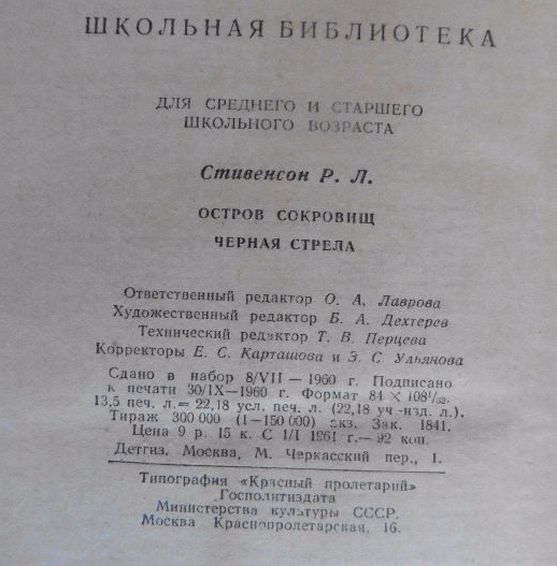 ШКОЛЬНАЯ БИБЛИОТЕКА
ДЛЯ СРЕДНЕГО И СТАРШЕГО
ШКОЛЬНОГО ВОЗРАСТА
Стивенсон Р. Л.
ОСТРОВ СОКРОВИЩ
ЧЕРНАЯ СТРЕЛА
Ответственный редактор О. А. Лаврова
Художественный редактор Б. А. Дехтерев
Технический редактор Т. В. Перцева
Корректоры Е. С. Карташова и Э. С. Ульянова
Сдано в набор 8/VII — 1960 г. Подписано
к печати 30/IX—1960 г. Формат 84 × 108¹/₃₂.
13,5 печ. л.= 22,18 усл. печ. л. (22,18 уч-изд. л.).
Тираж 300 000 (1—150 000) экз. Зак. 1841.
Цена 9 р. 15 к. С 1/I 1961 г.— 92 коп.
Детгиз. Москва, М. Черкасский пер., 1.
Типография «Красный пролетарий»
Госполитиздата
Министерства культуры СССР.
Москва Краснопролетарская, 16.